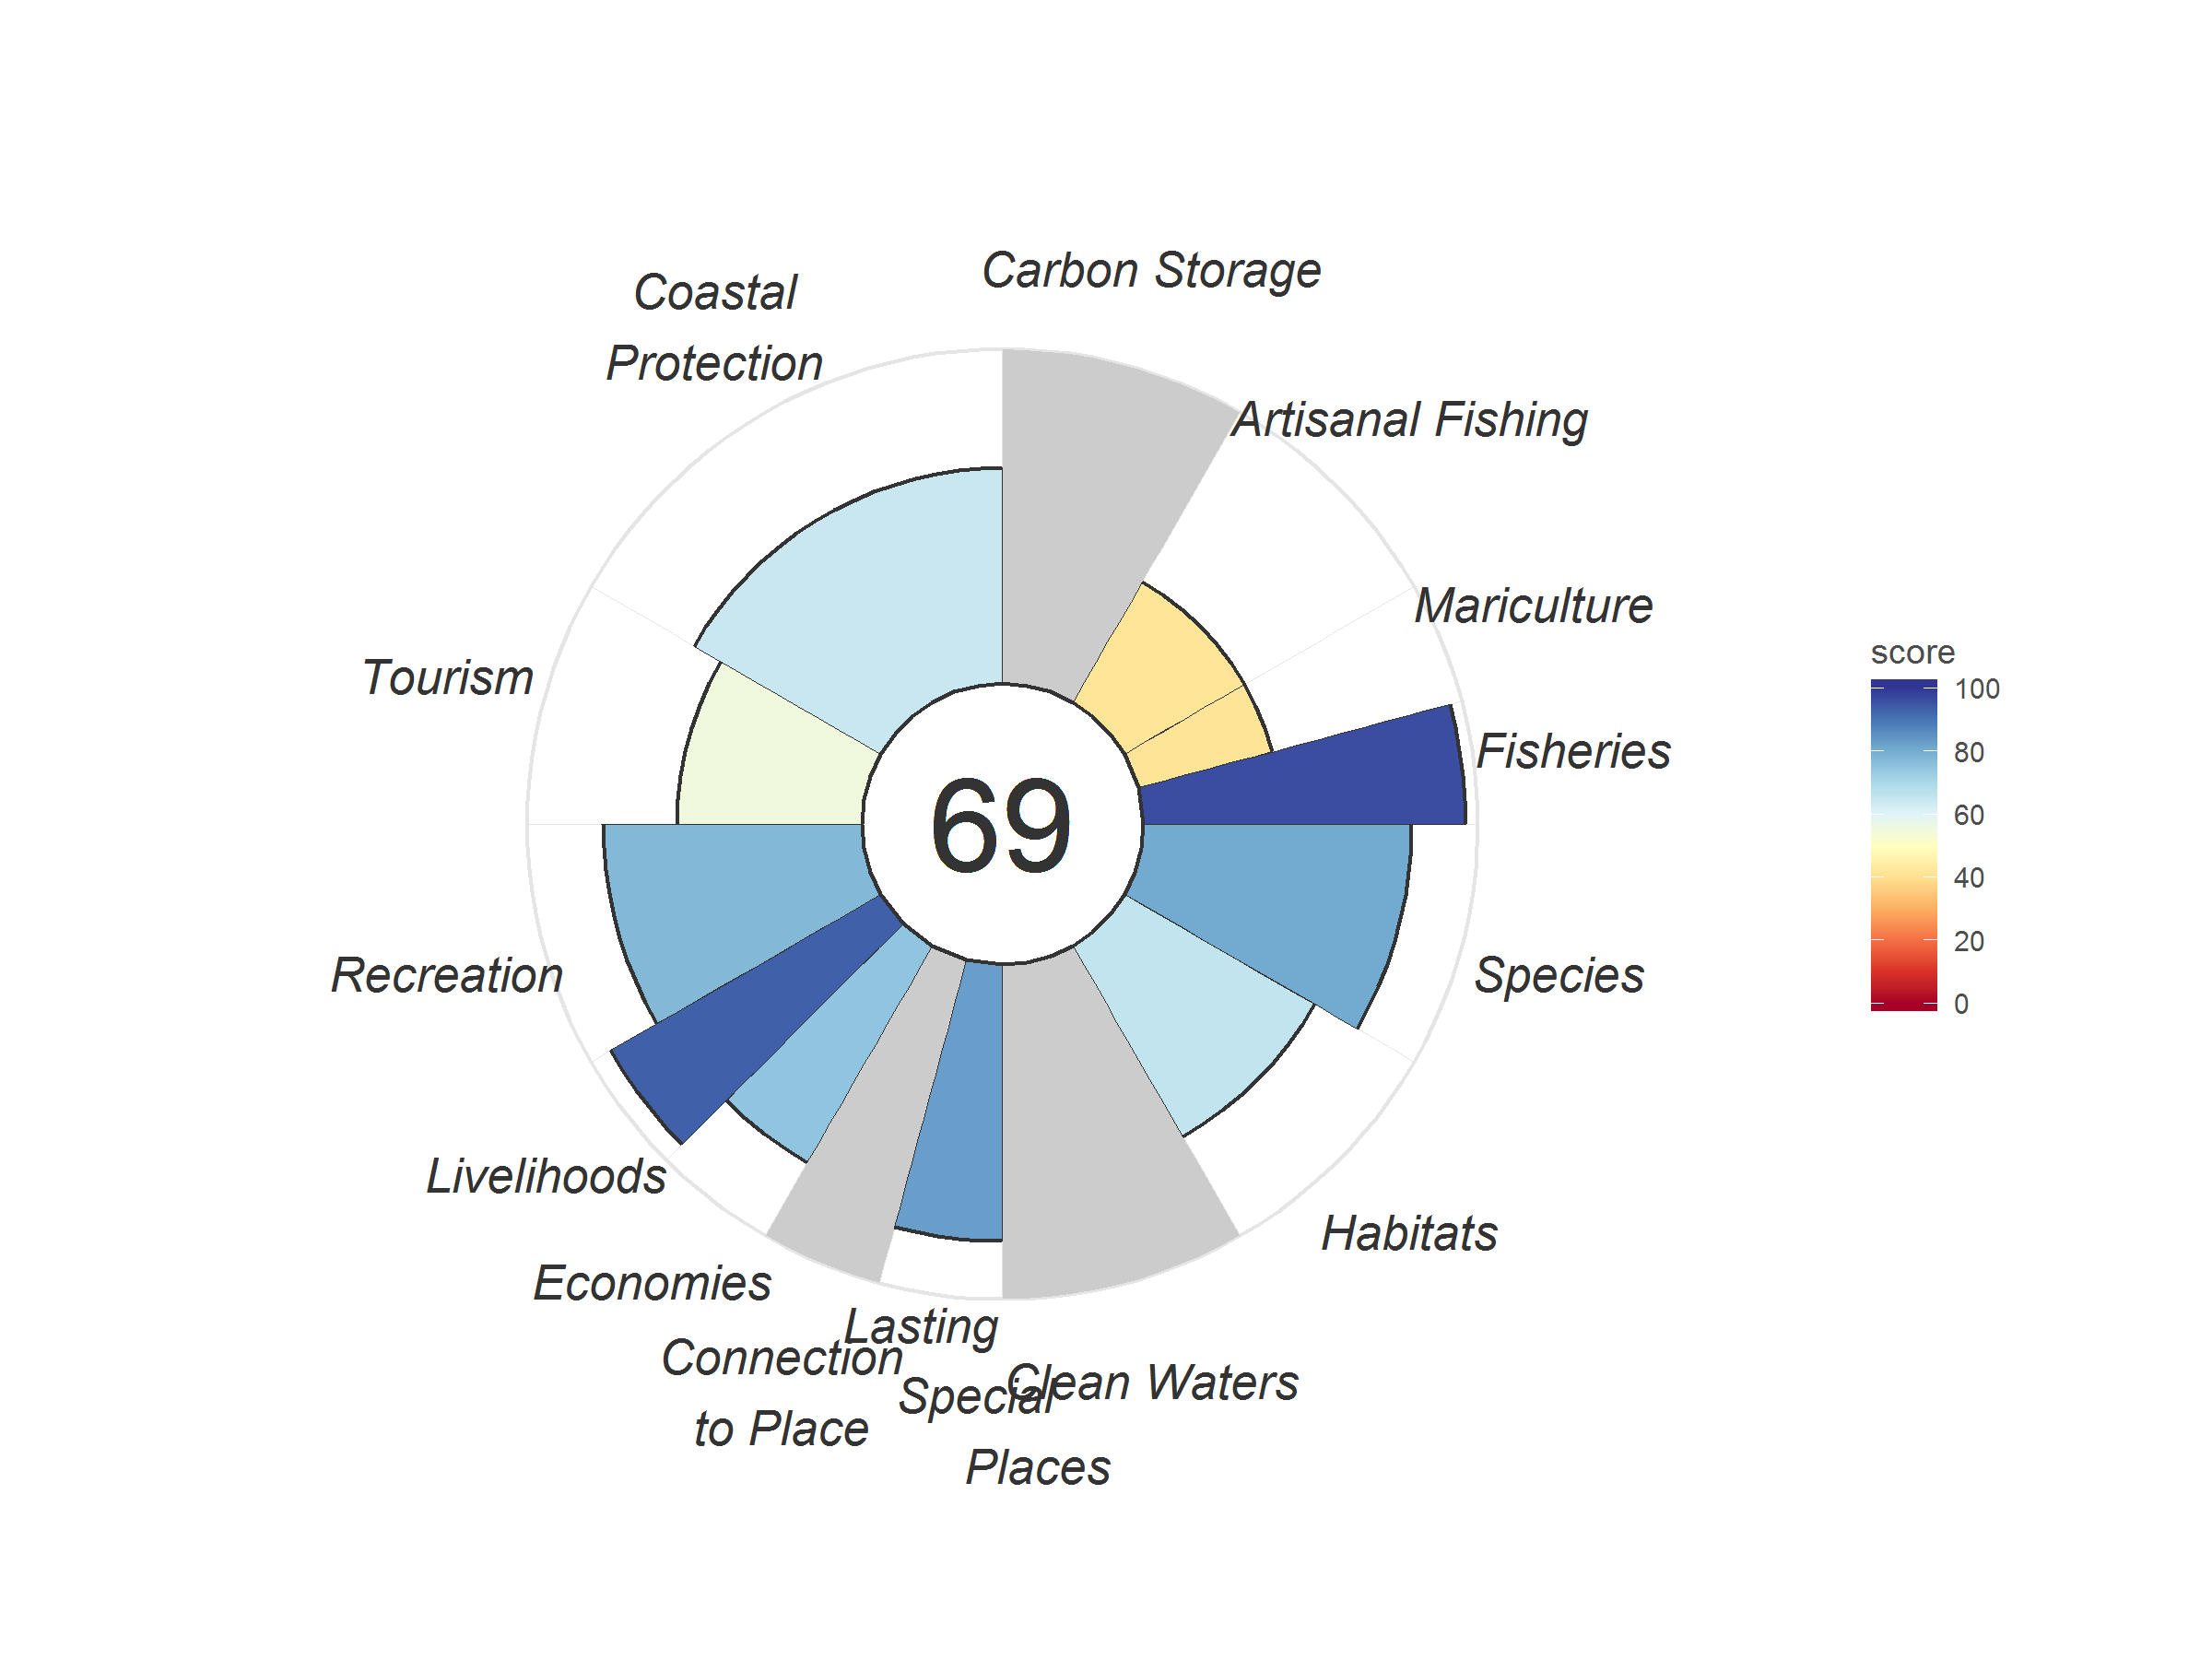 Carbon Storage
Coastal
Protection
Artisanal Fishing
Mariculture
Tourism
Fisheries
69
Recreation
Species
Livelihoods
Habitats
Economies
Lasting
Special
Places
Connection
to Place
Clean Waters
score
100
80
60
40
20
0